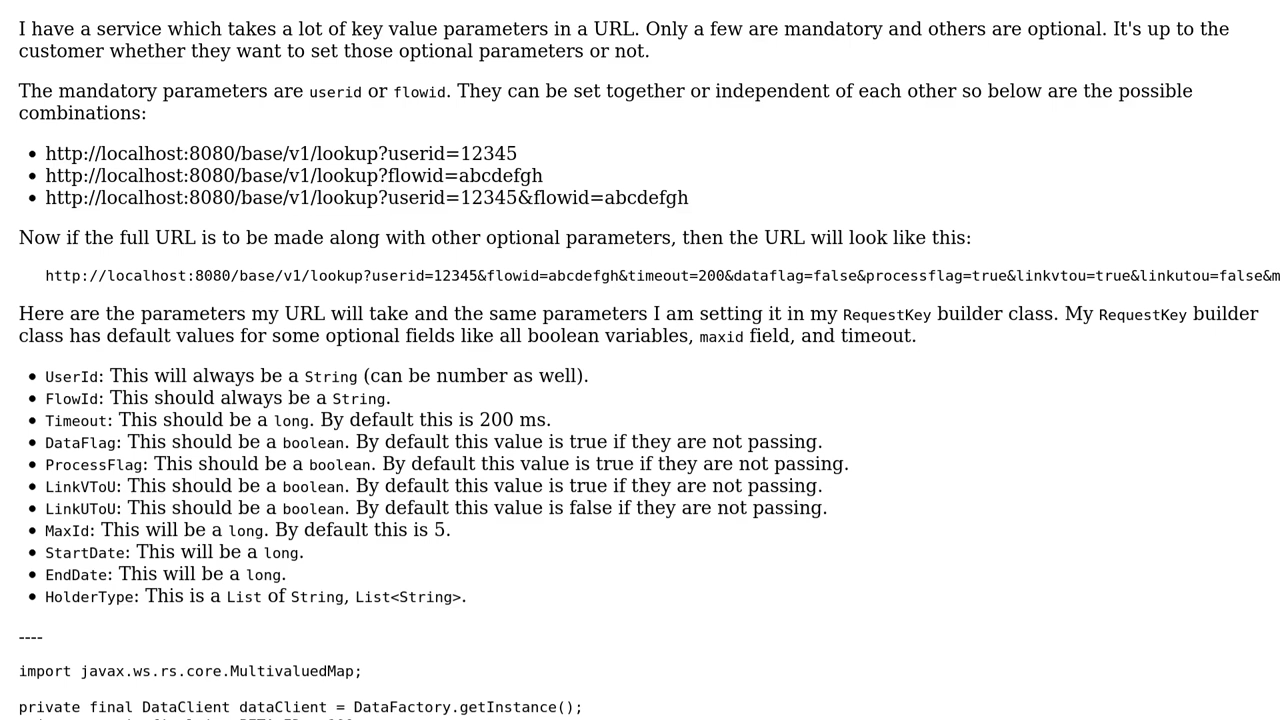 I have a service which takes a lot of key value parameters in a URL. Only a few are mandatory and others are optional. It's up to the
customer whether they want to set those optional parameters or not.
The mandatory parameters are userid or flowid. They can be set together or independent of each other so below are the possible
combinations:
• http://localhost:8080/base/v1/lookup?userid=12345
• http://localhost:8080/base/v1/lookup?flowid=abcdefgh
• http://localhost:8080/base/v1/lookup?userid=12345&flowid=abcdefgh
Now if the full URL is to be made along with other optional parameters, then the URL will look like this:
http://localhost:8080/base/v1/lookup?userid=12345&flowid=abcdefgh&timeout=200&dataflag=false&processflag=true&linkvtou=true&linkutou=false&m
Here are the parameters my URL will take and the same parameters I am setting it in my RequestKey builder class. My RequestKey builder
class has default values for some optional fields like all boolean variables, maxid field, and timeout.
• UserId: This will always be a String (can be number as well).
• FlowId: This should always be a String.
• Timeout: This should be a long. By default this is 200 ms.
• DataFlag: This should be a boolean. By default this value is true if they are not passing.
• ProcessFlag: This should be a boolean. By default this value is true if they are not passing.
• LinkVToU: This should be a boolean. By default this value is true if they are not passing.
• LinkUToU: This should be a boolean. By default this value is false if they are not passing.
• MaxId: This will be a long. By default this is 5.
• StartDate: This will be a long.
• EndDate: This will be a long.
• HolderType: This is a List of String, List<String>.
----
import javax.ws.rs.core.MultivaluedMap;
private final DataClient dataClient = DataFactory.getInstance();